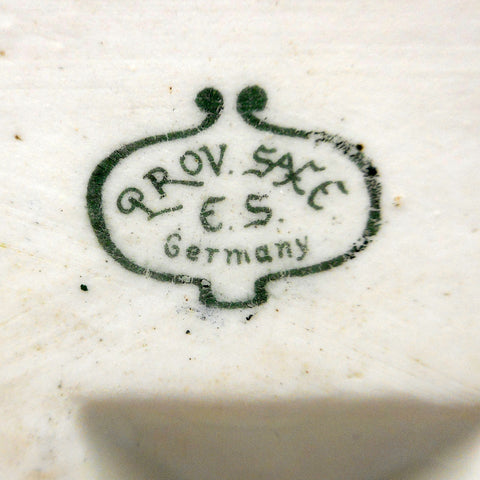 PROV. SAXE
E. S.
Germany